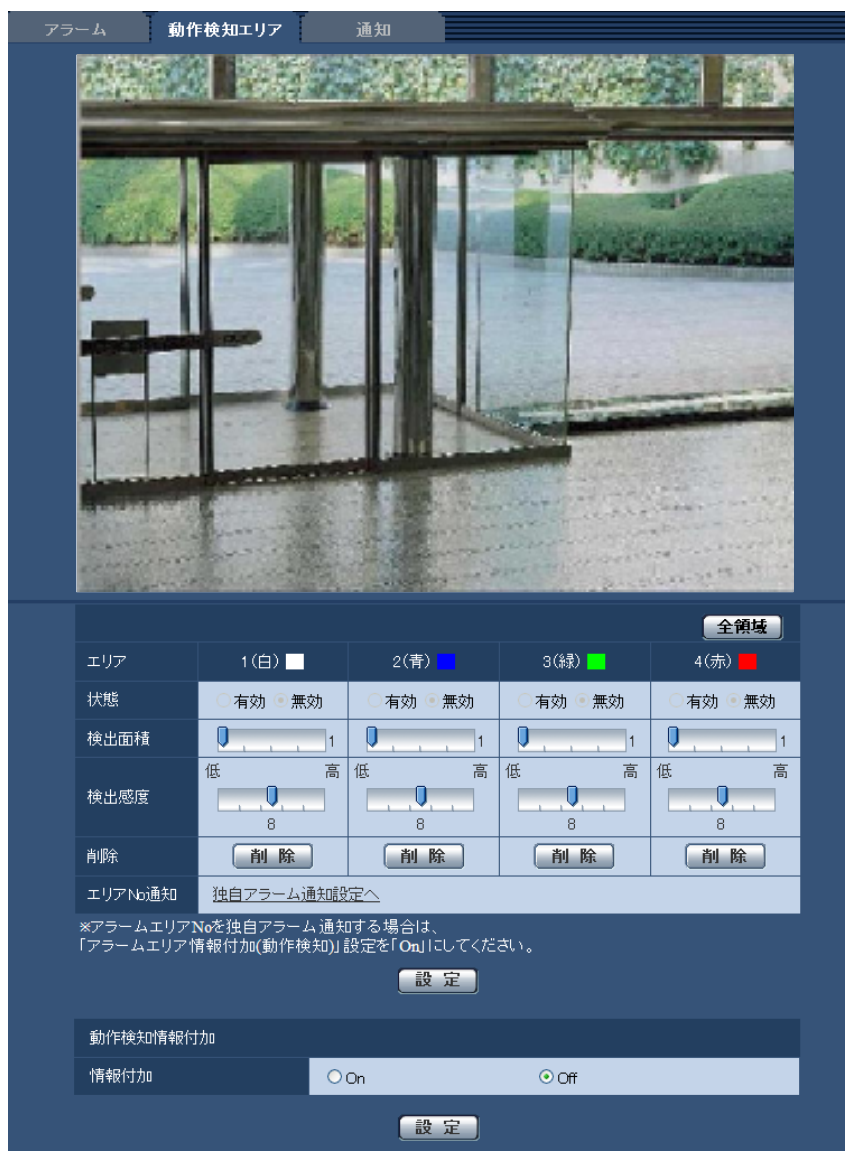 アラーム 動作検知エリア 通知
全領域
エリア 1(白) 2(青) 3(緑) 4(赤)
状態 有効 無効 有効 無効 有効 無効 有効 無効
検出面積 1 1 1 1
検出感度 低 高 低 高 低 高 低 高
8 8 8 8
削除 削 除 削 除 削 除 削 除
エリアNo通知 独自アラーム通知設定へ
※アラームエリアNoを独自アラーム通知する場合は、
「アラームエリア情報付加(動作検知)」設定を「On」にしてください。
設 定
動作検知情報付加
情報付加 On Off
設 定